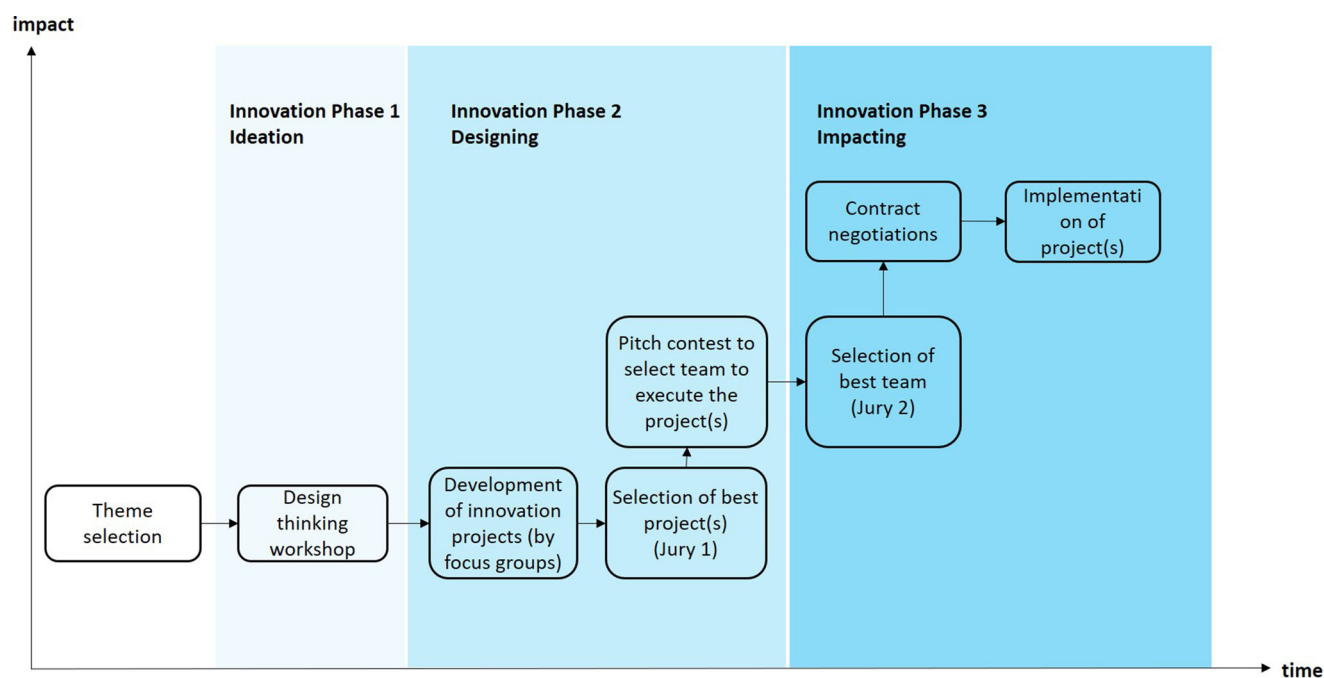 impact
Innovation Phase 1
Ideation
Innovation Phase 2
Designing
Innovation Phase 3
Impacting
Contract
negotiations
Implementati
on of
project(s)
Pitch contest to
select team to
execute the
project(s)
Selection of
best team
(Jury 2)
Theme
selection
Design
thinking
workshop
Development
of innovation
projects (by
focus groups)
Selection of best
project(s)
(Jury 1)
time